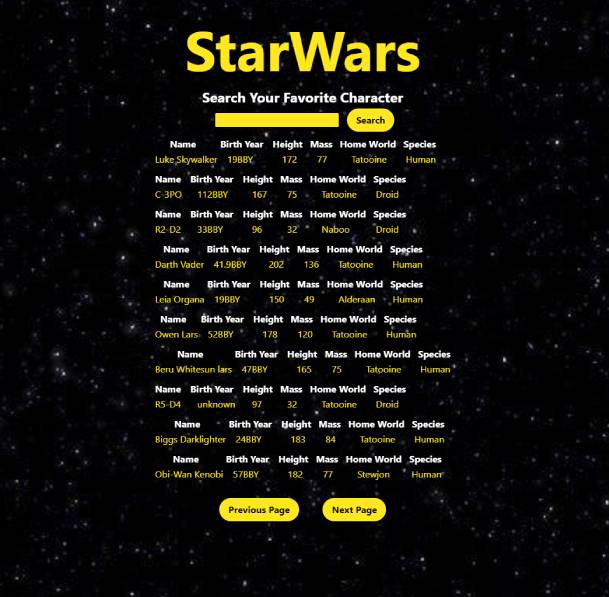 StarWars
Search Your Favorite Character
Search
Name Birth Year Height Mass Home World Species
Luke Skywalker 19BBY 172 77 Tatooine Human
Name Birth Year Height Mass Home World Species
C-3PO 112BBY 167 75 Tatooine Droid
Name Birth Year Height Mass Home World Species
R2-D2 33BBY 96 32 Naboo Droid
Name Birth Year Height Mass Home World Species
Darth Vader 41.9BBY 202 136 Tatooine Human
Name Birth Year Height Mass Home World Species
Leia Organa 19BBY 150 49 Alderaan Human
Name Birth Year Height Mass Home World Species
Owen Lars 52BBY 178 120 Tatooine Human
Name Birth Year Height Mass Home World Species
Beru Whitesun lars 47BBY 165 75 Tatooine Human
Name Birth Year Height Mass Home World Species
R5-D4 unknown 97 32 Tatooine Droid
Name Birth Year Height Mass Home World Species
Biggs Darklighter 24BBY 183 84 Tatooine Human
Name Birth Year Height Mass Home World Species
Obi-Wan Kenobi 57BBY 182 77 Stewjon Human
Previous Page Next Page